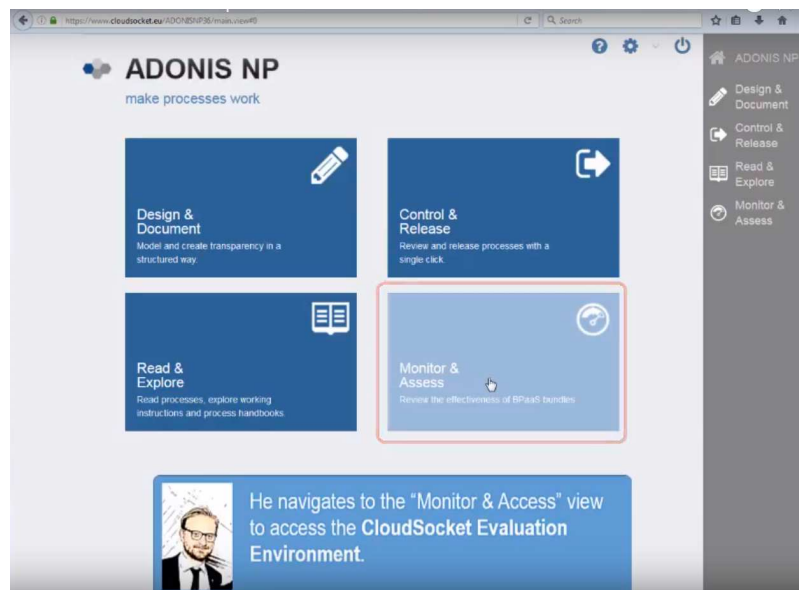 https://www.cloudsocket.eu/ADONISNP36/main.view#0
Search
ADONIS NP
make processes work
Design &
Document
Model and create transparency in a
structured way.
Control &
Release
Review and release processes with a
single click.
Read &
Explore
Read processes, explore working
instructions and process handbooks.
Monitor &
Assess
Review the effectiveness of BPaaS bundles
ADONIS NP
Design &
Document
Control &
Release
Read &
Explore
Monitor &
Assess
He navigates to the “Monitor & Access” view
to access the CloudSocket Evaluation
Environment.